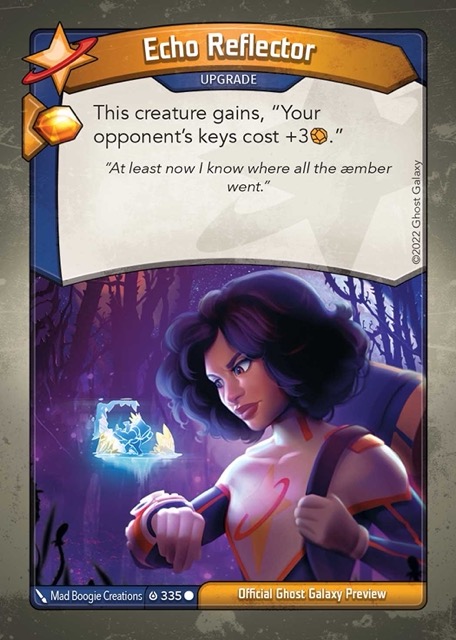 Echo Reflector
UPGRADE
This creature gains, “Your
opponent’s keys cost +3.”
“At least now I know where all the æmber
went.”
©2022 Ghost Galaxy
Mad Boogie Creations 335
Official Ghost Galaxy Preview